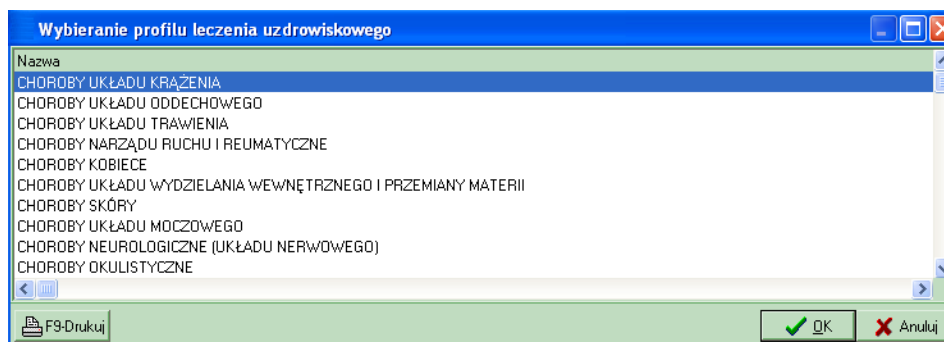 Wybieranie profilu leczenia uzdrowiskowego
Nazwa
CHOROBY UKŁADU KRĄŻENIA
CHOROBY UKŁADU ODDECHOWEGO
CHOROBY UKŁADU TRAWIENIA
CHOROBY NARZĄDU RUCHU I REUMATYCZNE
CHOROBY KOBIECE
CHOROBY UKŁADU WYDZIELANIA WEWNĘTRZNEGO I PRZEMIANY MATERII
CHOROBY SKÓRY
CHOROBY UKŁADU MOCZOWEGO
CHOROBY NEUROLOGICZNE (UKŁADU NERWOWEGO)
CHOROBY OKULISTYCZNE
F9-Drukuj OK Anuluj